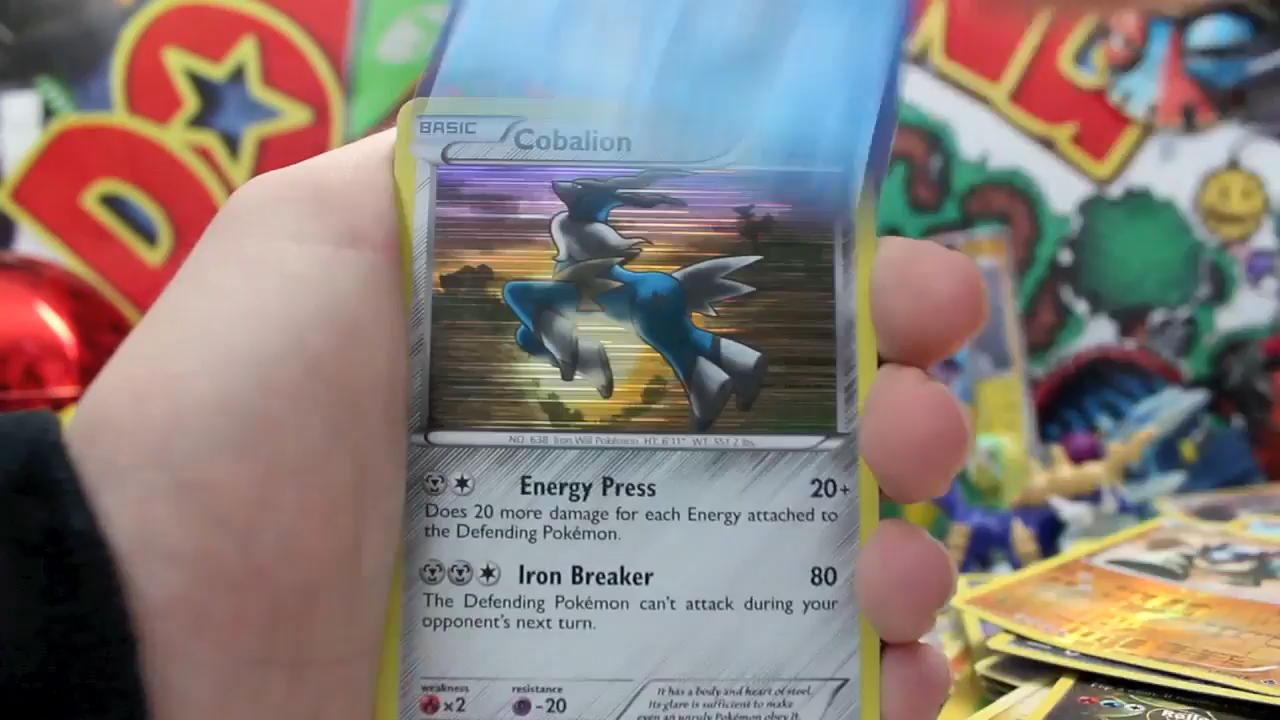 BASIC
Cobalion
NO. 638 Iron Will Pokémon HT: 6'11" WT: 551.2 lbs.
Energy Press 20+
Does 20 more damage for each Energy attached to
the Defending Pokémon.
Iron Breaker 80
The Defending Pokémon can't attack during your
opponent's next turn.
weakness
×2
resistance
-20
It has a body and heart of steel.
Its glare is sufficient to make
even an unruly Pokémon obey it.